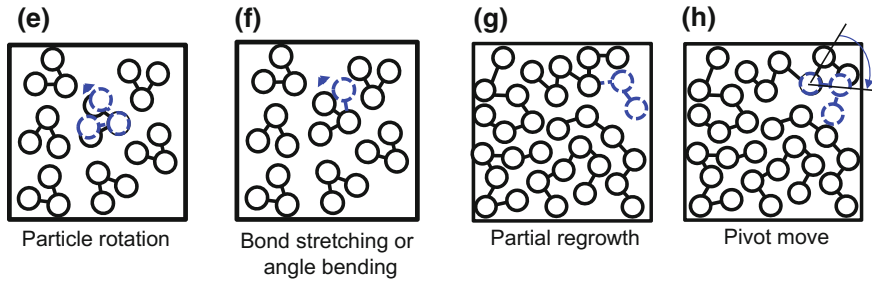 (e) (f) (g) (h)
Particle rotation
Bond stretching or
angle bending
Partial regrowth
Pivot move